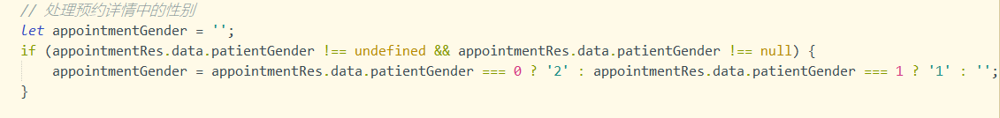 // 处理预约详情中的性别
let appointmentGender = '';
if (appointmentRes.data.patientGender !== undefined && appointmentRes.data.patientGender !== null) {
appointmentGender = appointmentRes.data.patientGender === 0 ? '2' : appointmentRes.data.patientGender === 1 ? '1' : '';
}